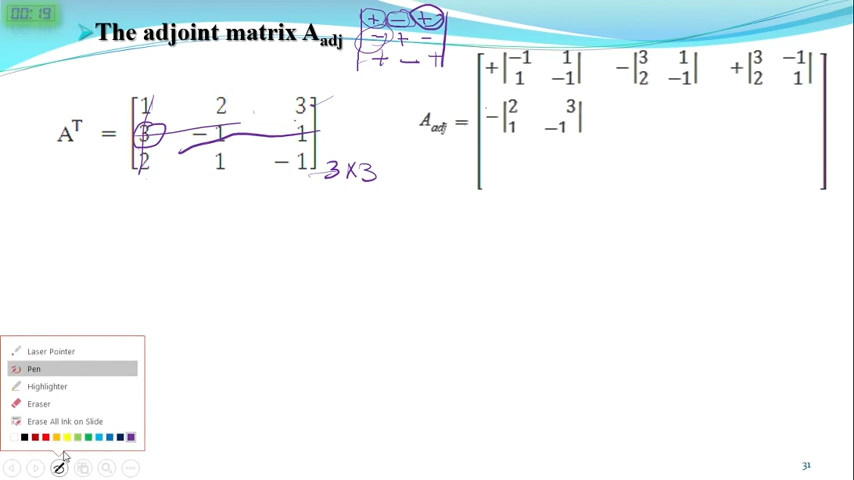 00:19
The adjoint matrix A_adj
+ - +
- + -
+ - +
A^T = [1 2 3
3 -1 1
2 1 -1] 3×3
A_adj = [+|-1 1 -|3 1| +|3 -1|
1 -1| 2 -1| 2 1|
-|2 3|
1 -1|]
Laser Pointer
Pen
Highlighter
Eraser
Erase All Ink on Slide
31